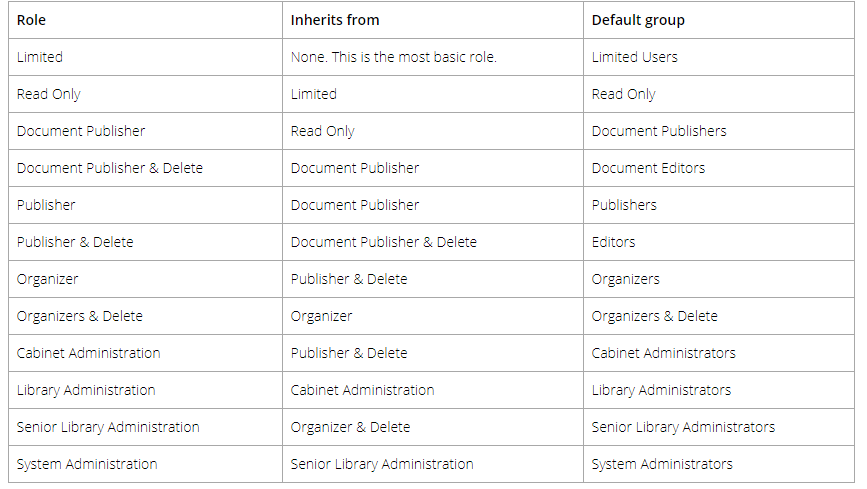 Role Inherits from Default group
Limited None. This is the most basic role. Limited Users
Read Only Limited Read Only
Document Publisher Read Only Document Publishers
Document Publisher & Delete Document Publisher Document Editors
Publisher Document Publisher Publishers
Publisher & Delete Document Publisher & Delete Editors
Organizer Publisher & Delete Organizers
Organizers & Delete Organizer Organizers & Delete
Cabinet Administration Publisher & Delete Cabinet Administrators
Library Administration Cabinet Administration Library Administrators
Senior Library Administration Organizer & Delete Senior Library Administrators
System Administration Senior Library Administration System Administrators